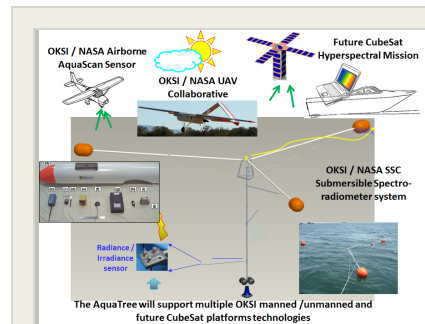 OKSI / NASA Airborne
AquaScan Sensor
OKSI / NASA UAV
Collaborative
Future CubeSat
Hyperspectral Mission
OKSI / NASA SSC
Submersible Spectro-
radiometer system
Radiance /
Irradiance
sensor
The AquaTree will support multiple OKSI manned /unmanned and
future CubeSat platforms technologies